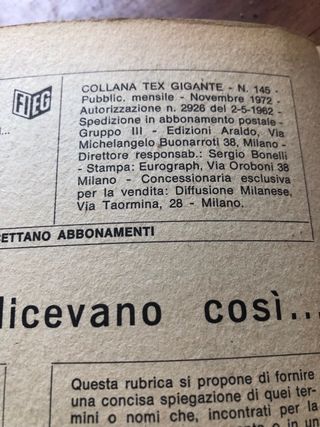 FIEG
COLLANA TEX GIGANTE - N. 145 -
Pubblic. mensile - Novembre 1972 -
Autorizzazione n. 2926 del 2-5-1962 -
Spedizione in abbonamento postale -
Gruppo III - Edizioni Araldo, Via
Michelangelo Buonarroti 38, Milano -
Direttore responsab.: Sergio Bonelli
- Stampa: Eurograph, Via Oroboni 38
Milano - Concessionaria esclusiva
per la vendita: Diffusione Milanese,
Via Taormina, 28 - Milano.
CETTANO ABBONAMENTI
licevano così...
Questa rubrica si propone di fornire
una concisa spiegazione di quei ter-
mini o nomi che, incontrati per la